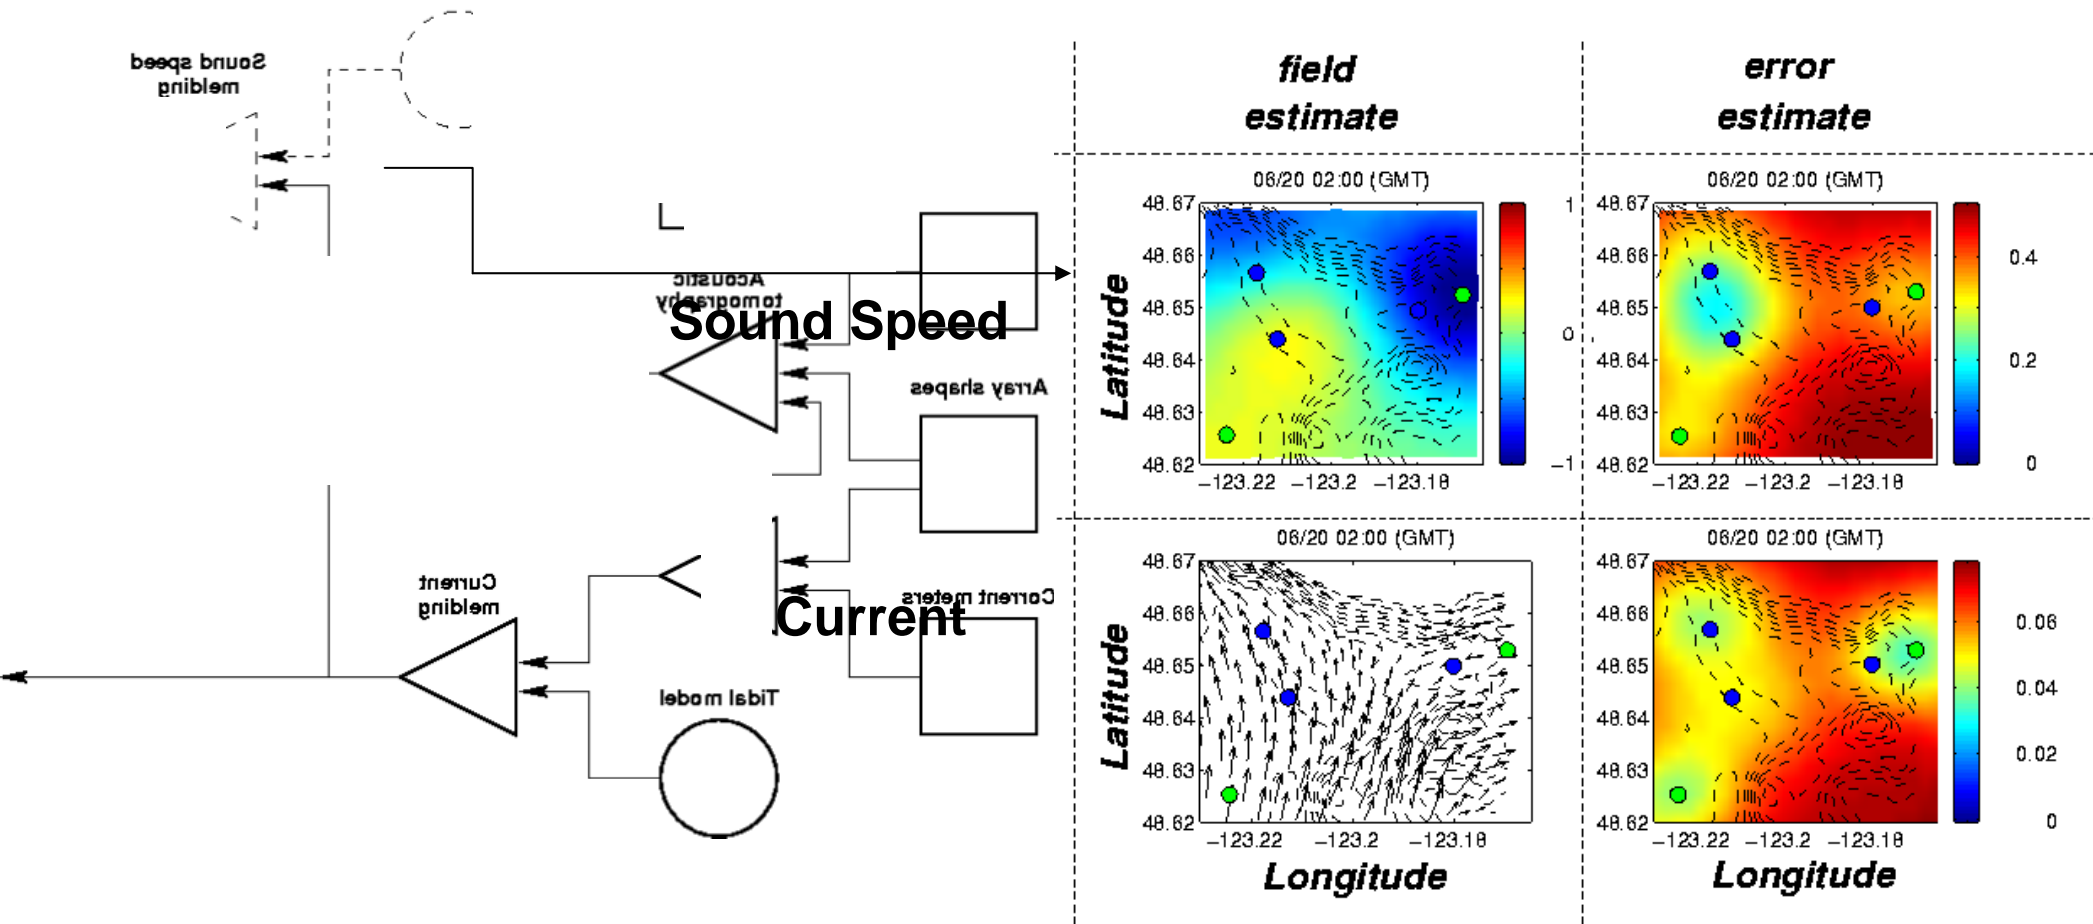 Sound speed
melding
Acoustic
tomography
Sound Speed
Array shapes
Current
melding
Current meters
Current
Tidal model
field
estimate
error
estimate
06/20 02:00 (GMT)
48.67
48.66
48.65
48.64
48.63
48.62
-123.22 -123.2 -123.18
1
0
-1
Latitude
06/20 02:00 (GMT)
48.67
48.66
48.65
48.64
48.63
48.62
-123.22 -123.2 -123.18
0.4
0.2
0
06/20 02:00 (GMT)
48.67
48.66
48.65
48.64
48.63
48.62
-123.22 -123.2 -123.18
Latitude
Longitude
06/20 02:00 (GMT)
48.67
48.66
48.65
48.64
48.63
48.62
-123.22 -123.2 -123.18
0.06
0.04
0.02
0
Longitude